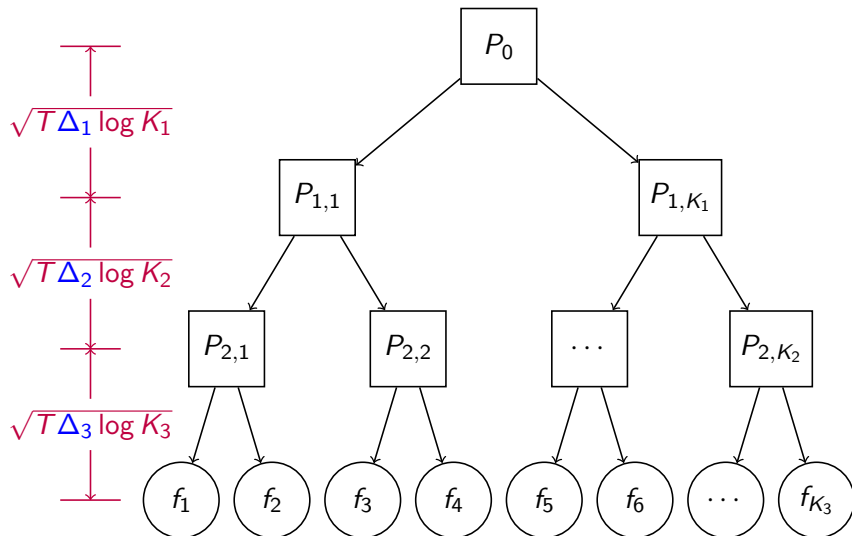 P₀
√TΔ₁ log K₁
P₁,₁
P₁,K₁
√TΔ₂ log K₂
P₂,₁
P₂,₂
···
P₂,K₂
√TΔ₃ log K₃
f₁
f₂
f₃
f₄
f₅
f₆
···
f_K₃